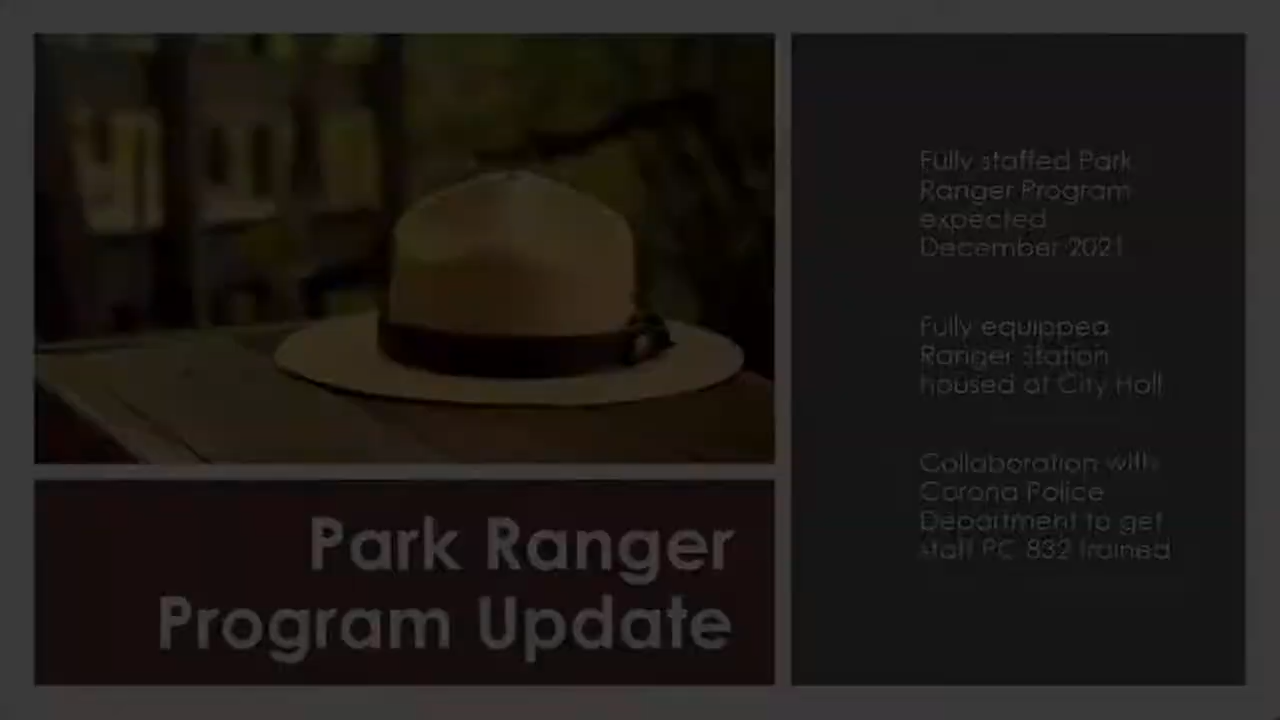 Fully staffed Park
Ranger Program
expected
December 2021
Fully equipped
Ranger Station
housed at City Hall
Collaboration with
Corona Police
Department to get
staff PC 832 trained
Park Ranger
Program Update